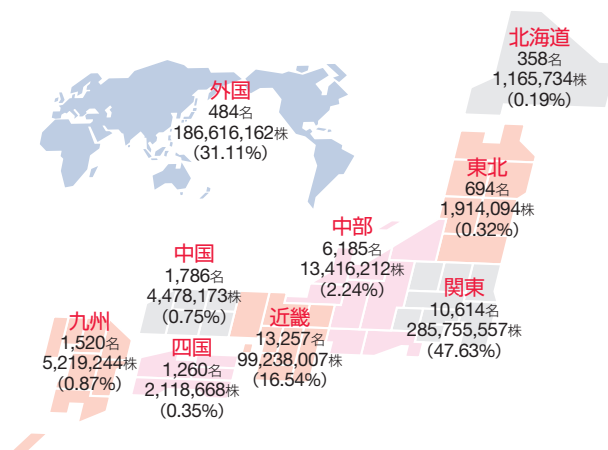 北海道
358名
1,165,734株
(0.19%)
外国
484名
186,616,162株
(31.11%)
東北
694名
1,914,094株
(0.32%)
中部
6,185名
13,416,212株
(2.24%)
中国
1,786名
4,478,173株
(0.75%)
関東
10,614名
285,755,557株
(47.63%)
近畿
13,257名
99,238,007株
(16.54%)
九州
1,520名
5,219,244株
(0.87%)
四国
1,260名
2,118,668株
(0.35%)